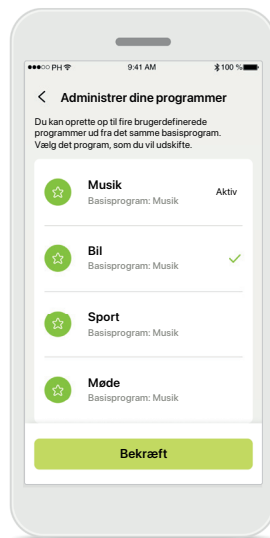 PH 9:41 AM 100 %
Administrer dine programmer
Du kan oprette op til fire brugerdefinerede
programmer ud fra det samme basisprogram.
Vælg det program, som du vil udskifte.
Musik
Basisprogram: Musik
Aktiv
Bil
Basisprogram: Musik
Sport
Basisprogram: Musik
Møde
Basisprogram: Musik
Bekræft